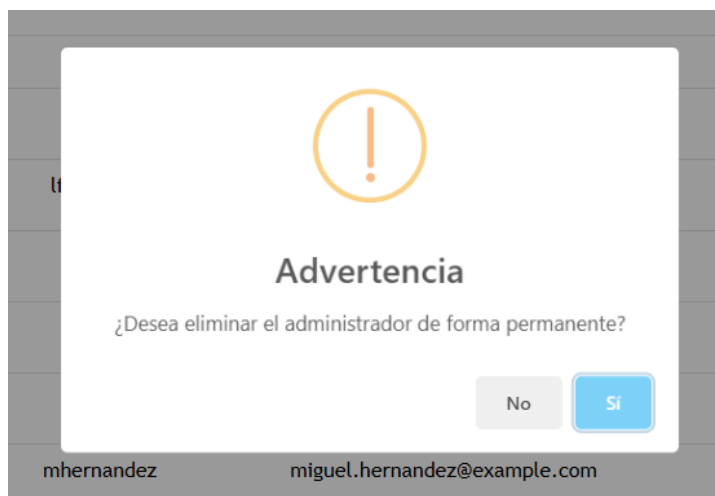 Advertencia
¿Desea eliminar el administrador de forma permanente?
No Sí
mhernandez miguel.hernandez@example.com